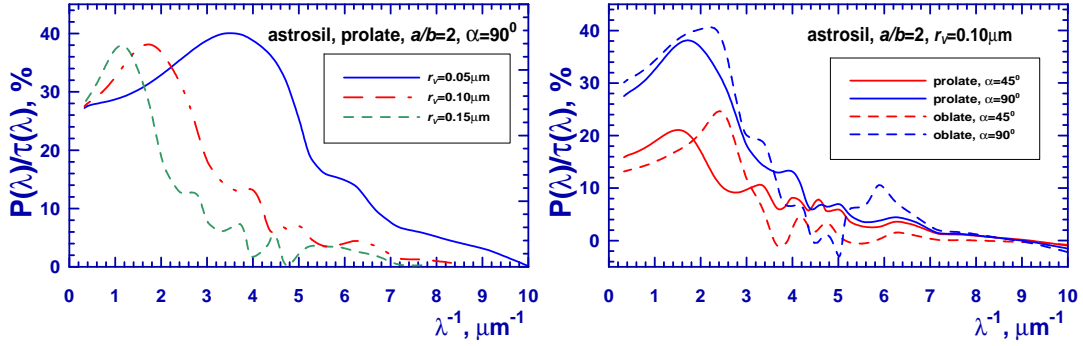 astrosil, prolate, a/b=2, α=90⁰
r_V=0.05μm
r_V=0.10μm
r_V=0.15μm
P(λ)/τ(λ), %
40
30
20
10
0
0 1 2 3 4 5 6 7 8 9 10
λ⁻¹, μm⁻¹
astrosil, a/b=2, r_V=0.10μm
prolate, α=45⁰
prolate, α=90⁰
oblate, α=45⁰
oblate, α=90⁰
P(λ)/τ(λ), %
40
30
20
10
0
0 1 2 3 4 5 6 7 8 9 10
λ⁻¹, μm⁻¹